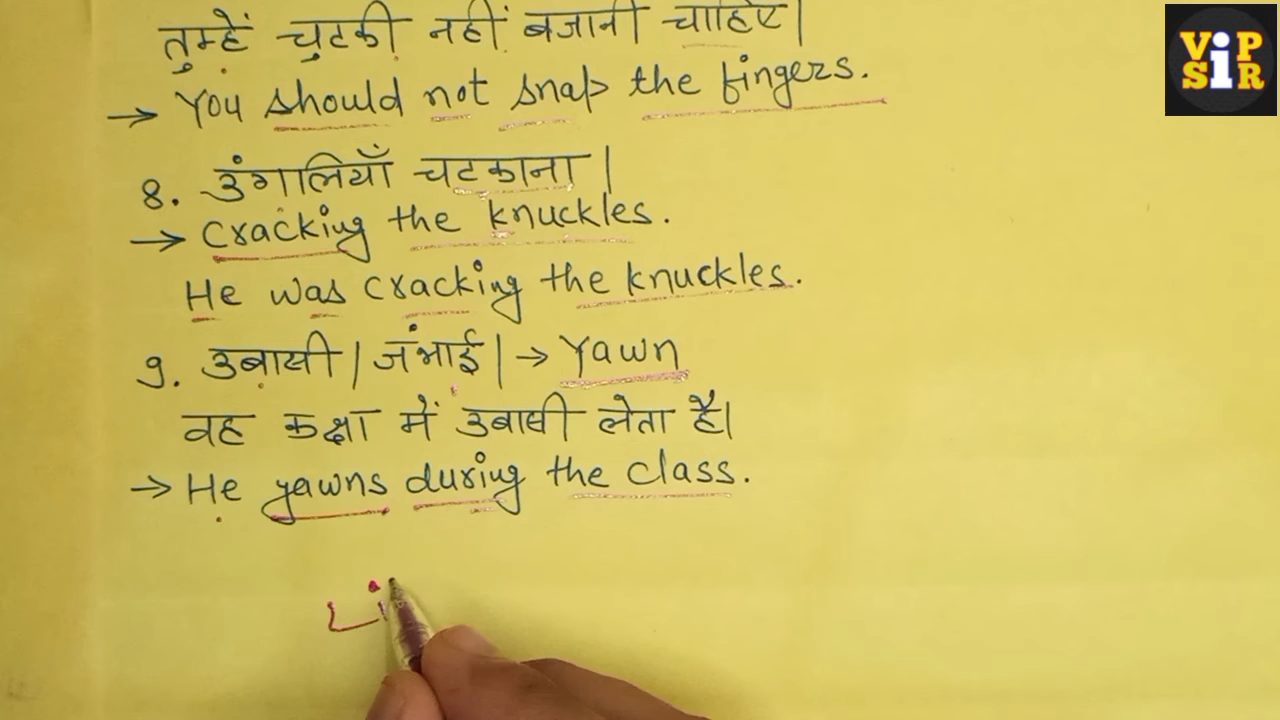 तुम्हें चुटकी नहीं बजानी चाहिए।
→ You should not snap the fingers.
8. उंगलियाँ चटकाना।
→ Cracking the knuckles.
He was cracking the knuckles.
9. उबासी। जंभाई। → Yawn
वह कक्षा में उबासी लेता है।
→ He yawns during the class.
Li
ViP
SiR